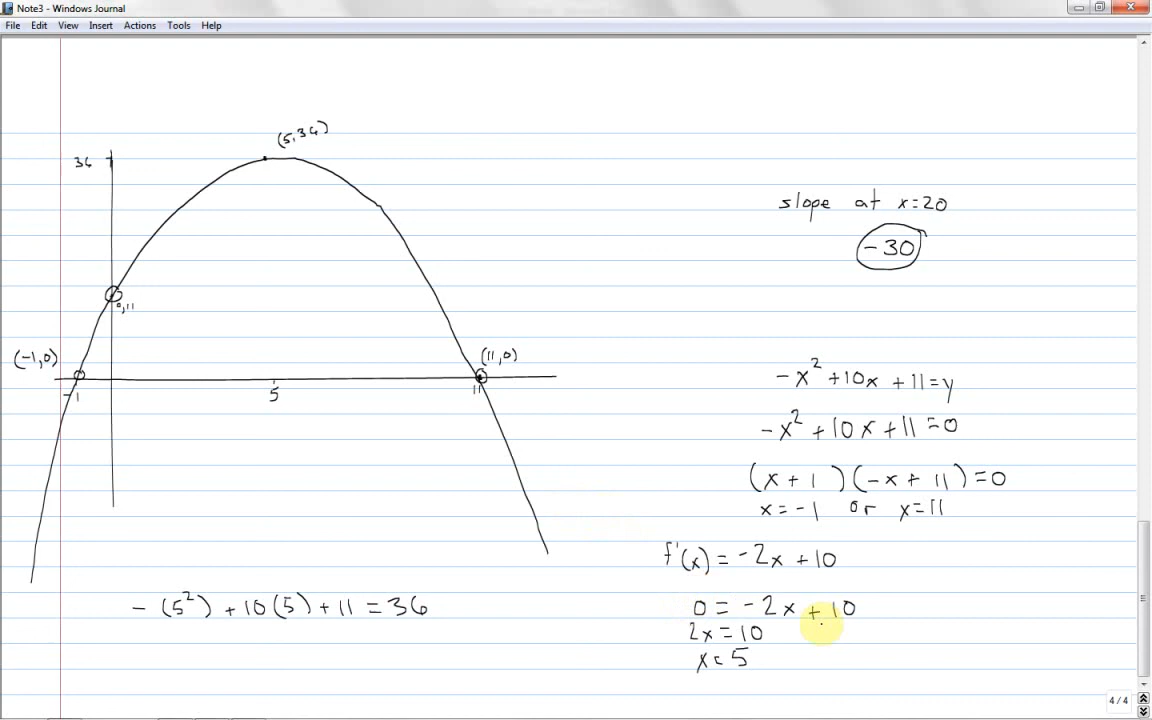 Note3 - Windows Journal
File Edit View Insert Actions Tools Help
(5,36)
36
0,11
(-1,0)
(11,0)
-1
5
11
-(5²) + 10(5) + 11 = 36
slope at x=20
-30
-x² + 10x + 11 = y
-x² + 10x + 11 = 0
(x + 1 )(-x + 11) = 0
x = -1 or x = 11
f'(x) = -2x + 10
0 = -2x + 10
2x = 10
x = 5
4 / 4